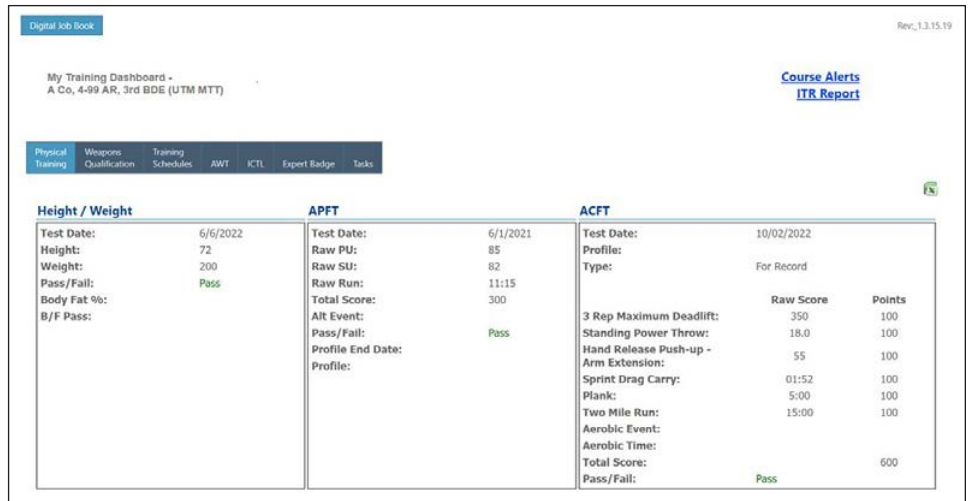 Digital Job Book
Rev:_1.3.15.19
My Training Dashboard -
A Co, 4-99 AR, 3rd BDE (UTM MTT)
Course Alerts
ITR Report
Physical Training Weapons Qualification Training Schedules AWT ICTL Expert Badge Tasks
Height / Weight
Test Date: 6/6/2022
Height: 72
Weight: 200
Pass/Fail: Pass
Body Fat %:
B/F Pass:
APFT
Test Date: 6/1/2021
Raw PU: 85
Raw SU: 82
Raw Run: 11:15
Total Score: 300
Alt Event:
Pass/Fail: Pass
Profile End Date:
Profile:
ACFT
Test Date: 10/02/2022
Profile:
Type: For Record
Raw Score Points
3 Rep Maximum Deadlift: 350 100
Standing Power Throw: 18.0 100
Hand Release Push-up -
Arm Extension: 55 100
Sprint Drag Carry: 01:52 100
Plank: 5:00 100
Two Mile Run: 15:00 100
Aerobic Event:
Aerobic Time:
Total Score: 600
Pass/Fail: Pass